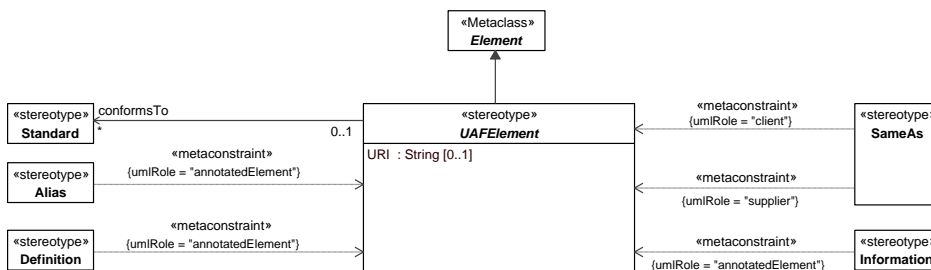 «Metaclass»
Element
«stereotype»
Standard
conformsTo
*
0..1
«stereotype»
UAFElement
URI : String [0..1]
«metaconstraint»
{umlRole = "client"}
«stereotype»
SameAs
«stereotype»
Alias
«metaconstraint»
{umlRole = "annotatedElement"}
«metaconstraint»
{umlRole = "supplier"}
«stereotype»
Definition
«metaconstraint»
{umlRole = "annotatedElement"}
«metaconstraint»
{umlRole = "annotatedElement"}
«stereotype»
Information